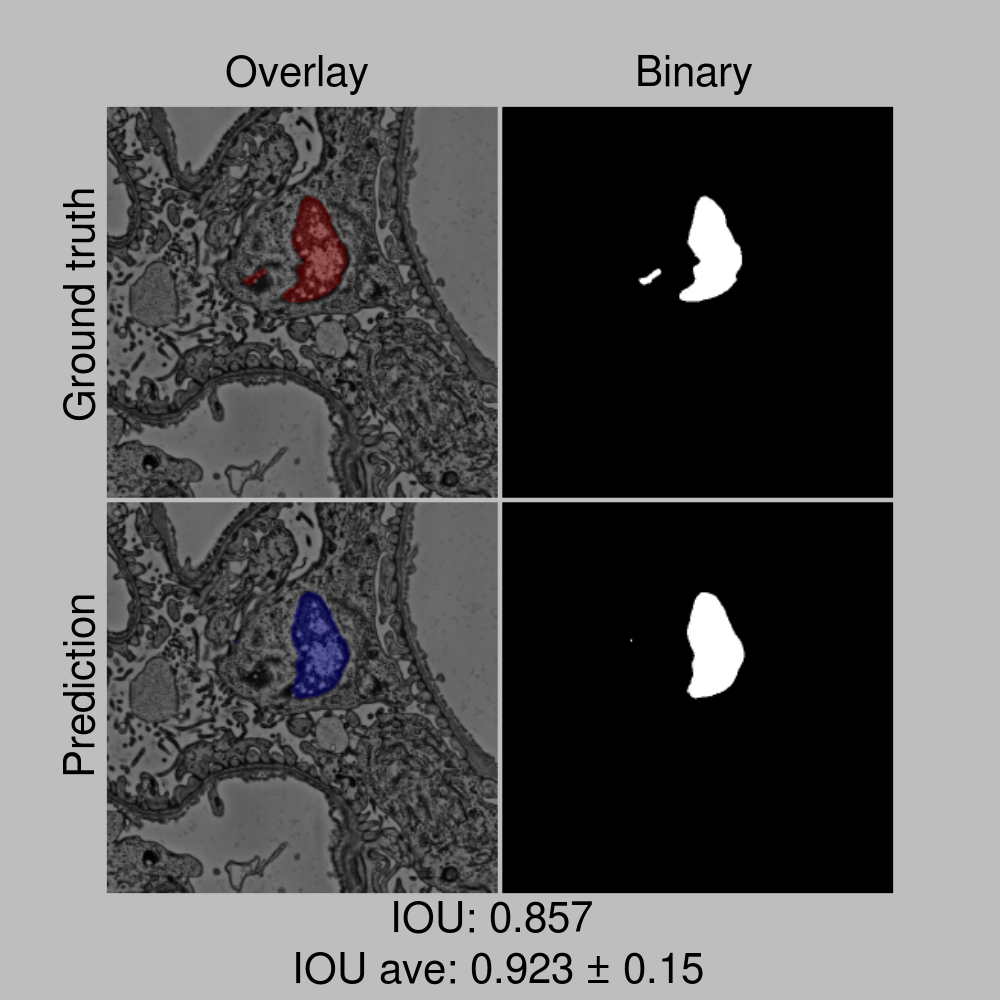 Overlay
Binary
Ground truth
Prediction
IOU: 0.857
IOU ave: 0.923 ± 0.15